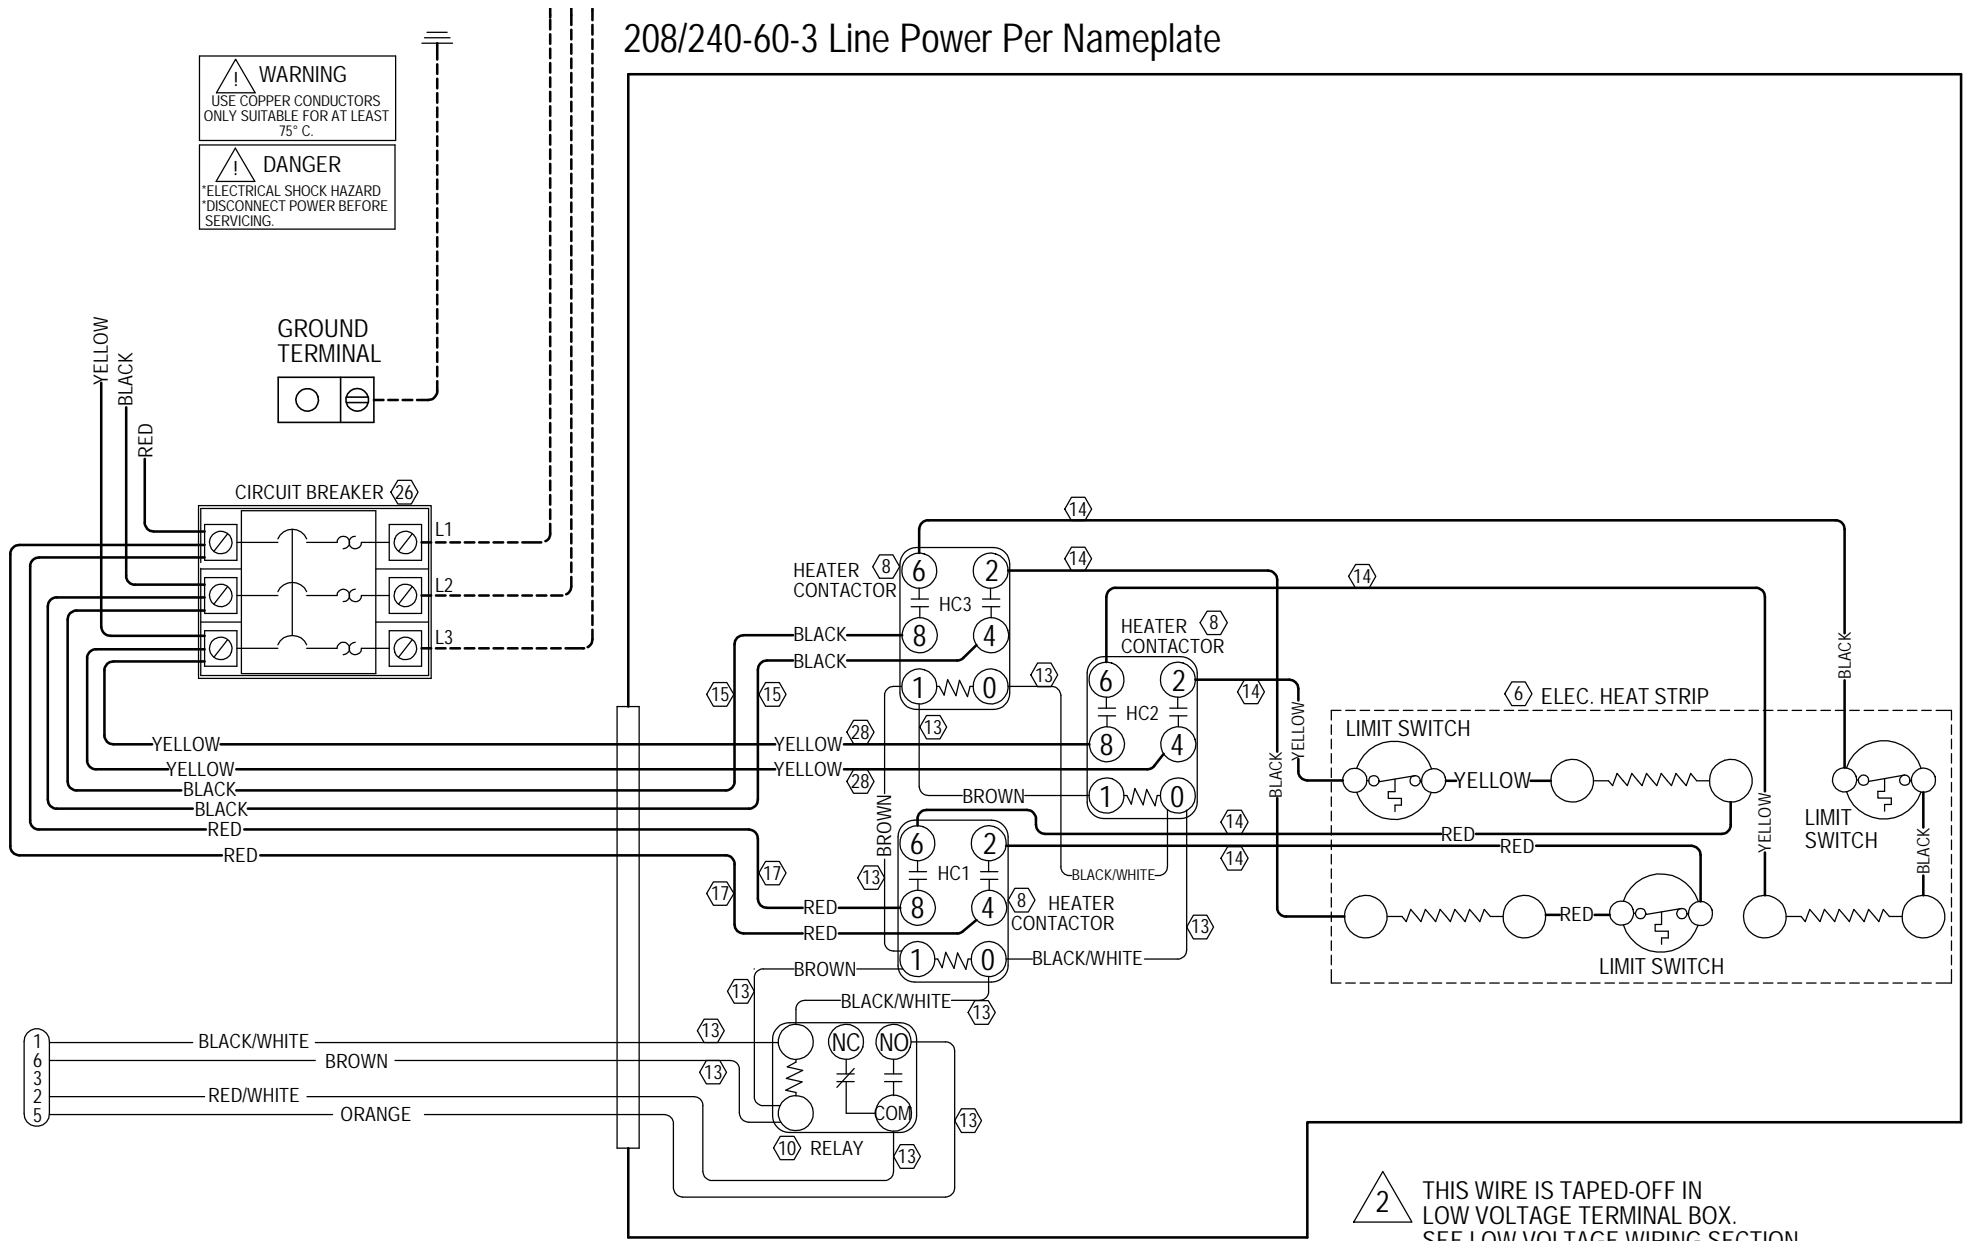 208/240-60-3 Line Power Per Nameplate
! WARNING
USE COPPER CONDUCTORS
ONLY SUITABLE FOR AT LEAST
75° C.
! DANGER
*ELECTRICAL SHOCK HAZARD
*DISCONNECT POWER BEFORE
SERVICING.
GROUND
TERMINAL
YELLOW
BLACK
RED
CIRCUIT BREAKER 26
L1
L2
L3
14
14
14
HEATER 8
CONTACTOR
6 2
HC3
8 4
1 0
BLACK
BLACK
15 15
13
13
HEATER 8
CONTACTOR
6 2
HC2
8 4
1 0
14
YELLOW
BLACK
BLACK
6 ELEC. HEAT STRIP
LIMIT SWITCH
YELLOW
YELLOW
LIMIT
SWITCH
BLACK
YELLOW
YELLOW
BLACK
BLACK
RED
RED
YELLOW 28
YELLOW
28
BROWN
BROWN
13
14
RED
RED
14
17
17
6 2
HC1
8 4
1 0
BLACK/WHITE
RED
RED
8 HEATER
CONTACTOR
13
RED
LIMIT SWITCH
BROWN
BLACK/WHITE
13
BLACK/WHITE
13
1
6
3
2
5
BLACK/WHITE
BROWN
RED/WHITE
ORANGE
13
13
NC NO
COM
13
10 RELAY
13
2
THIS WIRE IS TAPED-OFF IN
LOW VOLTAGE TERMINAL BOX.
SEE LOW VOLTAGE WIRING SECTION